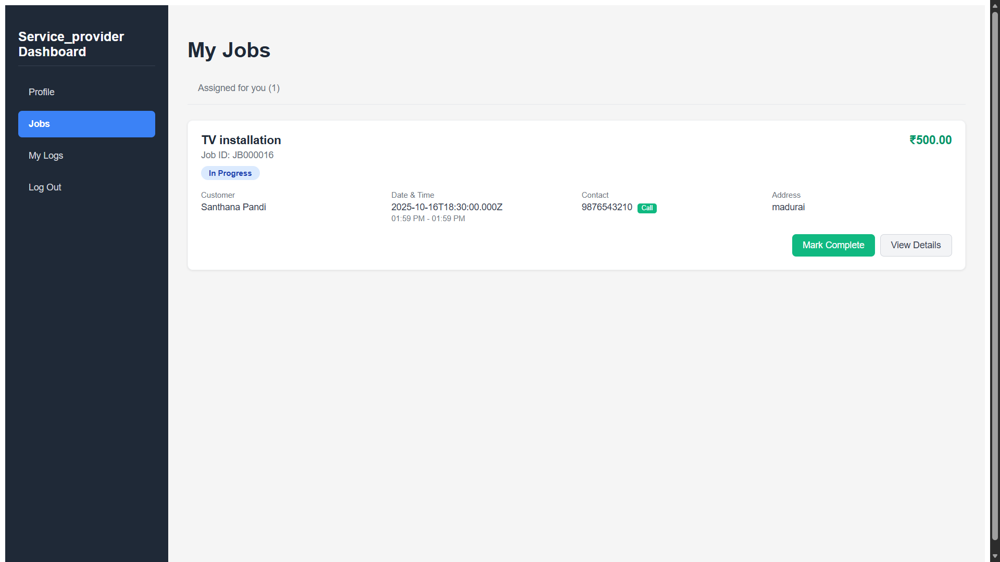 Service_provider
Dashboard
Profile
Jobs
My Logs
Log Out
My Jobs
Assigned for you (1)
TV installation
₹500.00
Job ID: JB000016
In Progress
Customer
Santhana Pandi
Date & Time
2025-10-16T18:30:00.000Z
01:59 PM - 01:59 PM
Contact
9876543210 Call
Address
madurai
Mark Complete
View Details